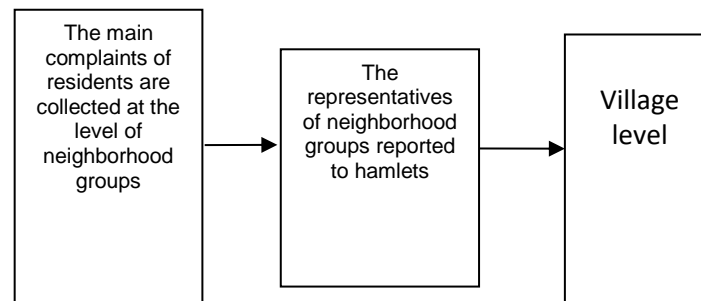 The main
complaints of
residents are
collected at the
level of
neighborhood
groups
The
representatives
of neighborhood
groups reported
to hamlets
Village
level